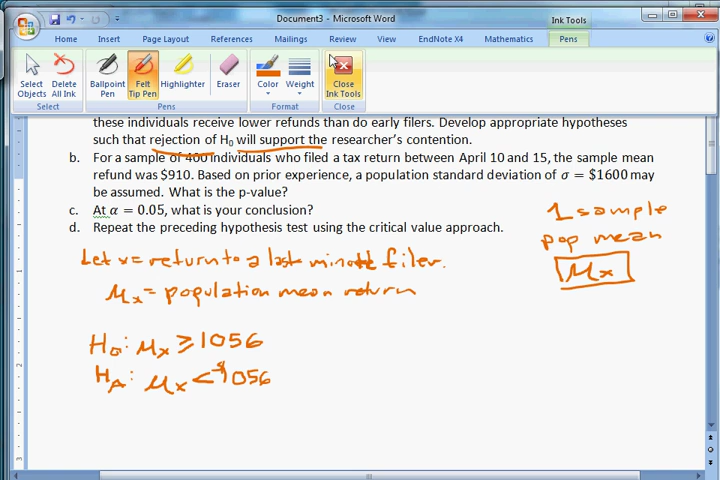 Document3 - Microsoft Word
Ink Tools
Home Insert Page Layout References Mailings Review View EndNote X4 Mathematics Pens
Select Objects Delete All Ink Ballpoint Pen Felt Tip Pen Highlighter Eraser Color Weight Close Ink Tools
Select Pens Format Close
these individuals receive lower refunds than do early filers. Develop appropriate hypotheses
such that rejection of H₀ will support the researcher's contention.
b. For a sample of 400 individuals who filed a tax return between April 10 and 15, the sample mean
refund was $910. Based on prior experience, a population standard deviation of σ = $1600 may
be assumed. What is the p-value?
c. At α = 0.05, what is your conclusion?
d. Repeat the preceding hypothesis test using the critical value approach.
1 sample
pop mean
μx
Let x = return to a last minute filer.
μx = population mean return
H₀: μx ≥ 1056
HA: μx < 1056